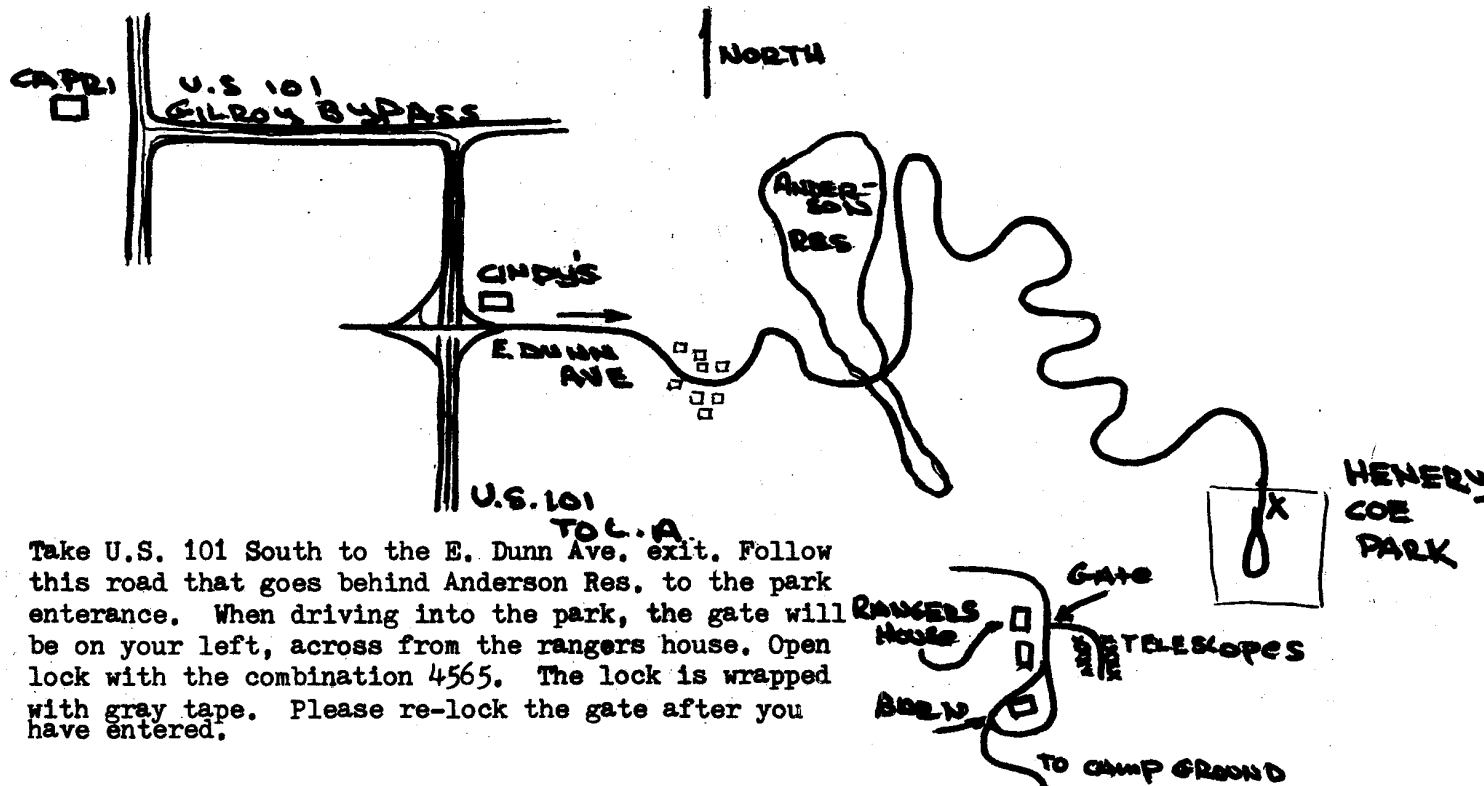 NORTH
CAPRI
U.S 101
GILROY BYPASS
ANDER-
SON
RES
CINDY'S
E. DUNN
AVE
U.S. 101
TO L.A.
HENERY
COE
PARK
X
Take U.S. 101 South to the E. Dunn Ave. exit. Follow
this road that goes behind Anderson Res. to the park
enterance. When driving into the park, the gate will
be on your left, across from the rangers house. Open
lock with the combination 4565. The lock is wrapped
with gray tape. Please re-lock the gate after you
have entered.
GATE
RANGERS
HOUSE
TELESCOPES
BARN
TO CAMP GROUND